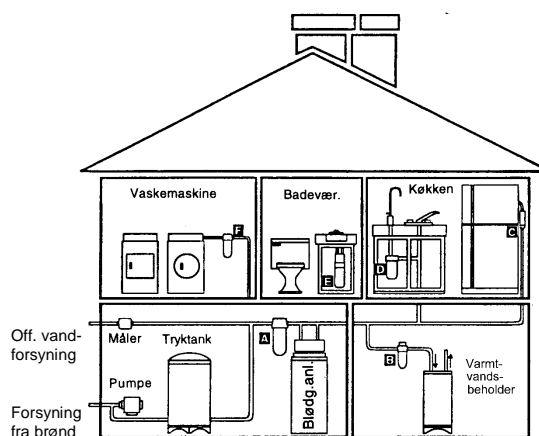 Vaskemaskine
Badevær.
Køkken
F
C
D
E
Off. vand-
forsyning
Måler
Tryktank
A
Blødg.anl.
B
Varmt-
vands-
beholder
Pumpe
Forsyning
fra brønd